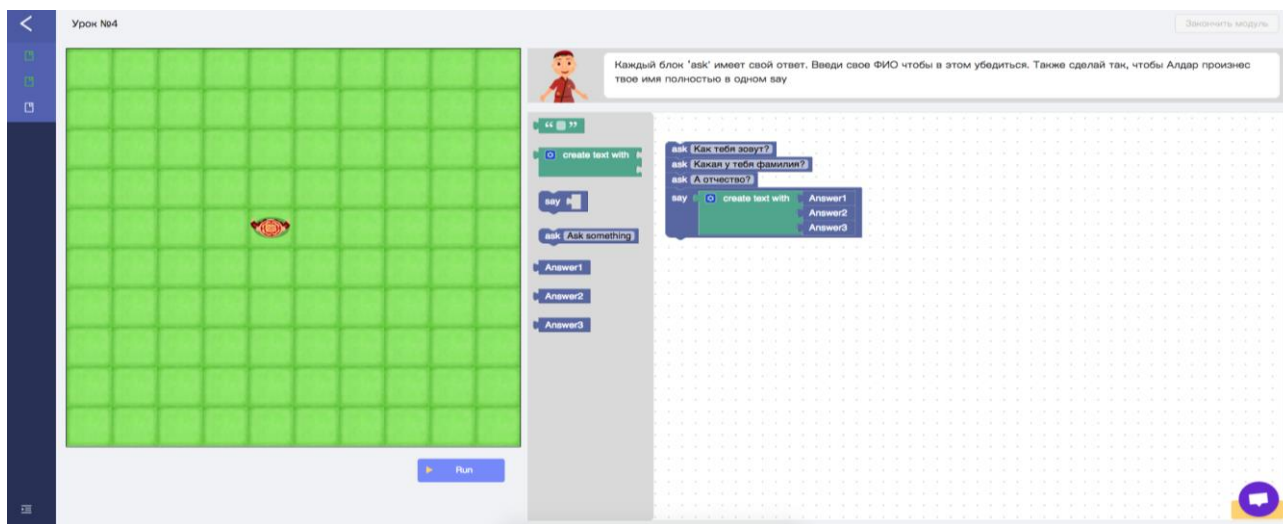 Урок №4
Закончить модуль
Каждый блок 'ask' имеет свой ответ. Введи свое ФИО чтобы в этом убедиться. Также сделай так, чтобы Алдар произнес
твое имя полностью в одном say
“ ”
create text with
say
ask Ask something
Answer1
Answer2
Answer3
ask Как тебя зовут?
ask Какая у тебя фамилия?
ask А отчество?
say create text with Answer1
Answer2
Answer3
Run